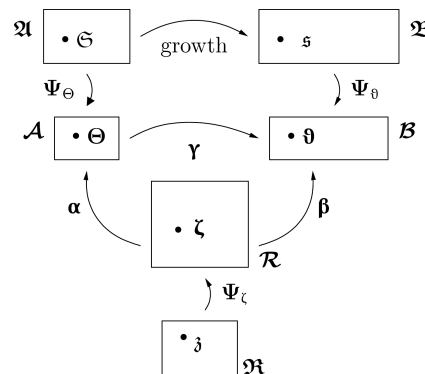 𝔄 • 𝔖 growth • 𝔰 𝔅
Ψ_Θ Ψ_ϑ
𝒜 • Θ γ • ϑ ℬ
α • ζ β
ℛ
Ψ_ζ
• 𝔷
ℜ